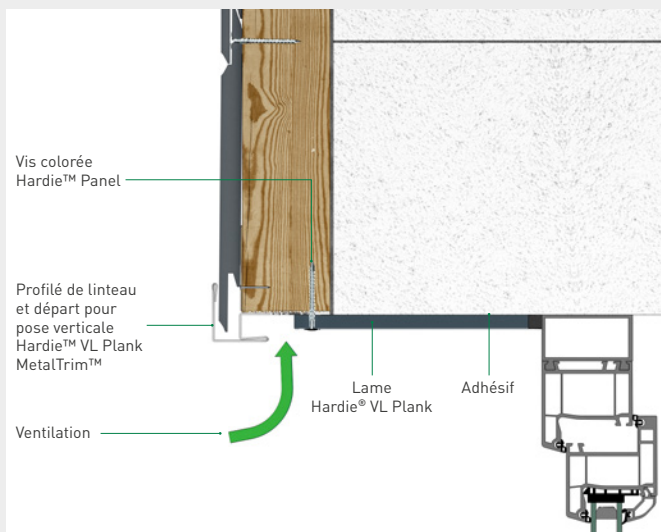 Vis colorée
Hardie™ Panel
Profilé de linteau
et départ pour
pose verticale
Hardie™ VL Plank
MetalTrim™
Ventilation
Lame
Hardie® VL Plank
Adhésif